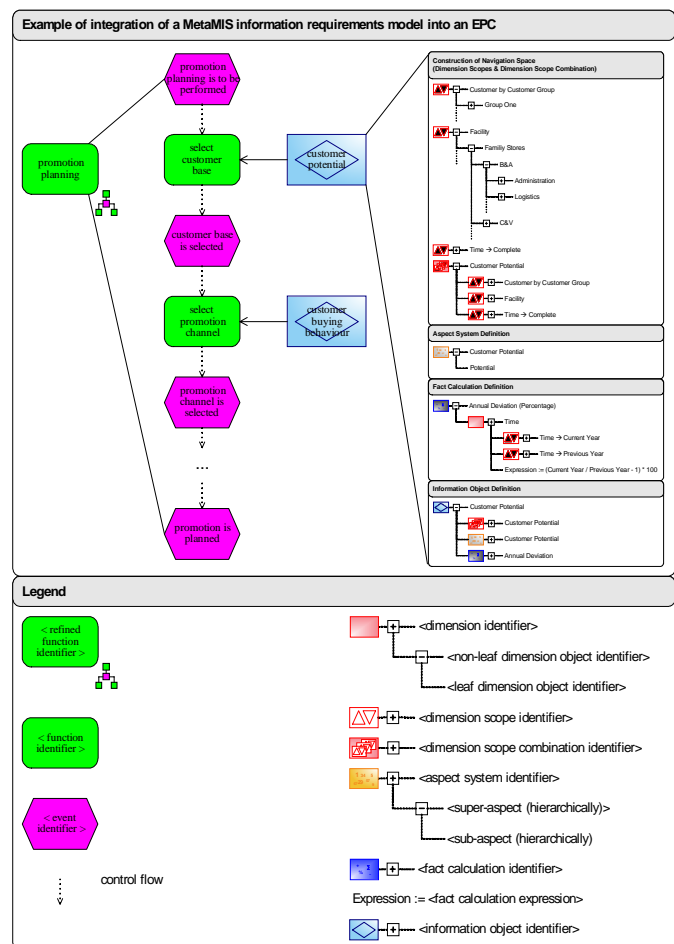 Example of integration of a MetaMIS information requirements model into an EPC
promotion
planning is to be
performed
promotion
planning
select
customer
base
customer
potential
customer base
is selected
select
promotion
channel
customer
buying
behaviour
promotion
channel is
selected
...
promotion is
planned
Construction of Navigation Space
(Dimension Scopes & Dimension Scope Combination)
Customer by Customer Group
Group One
Facility
Familiy Stores
B&A
Administration
Logistics
C&V
Time → Complete
Customer Potential
Customer by Customer Group
Facility
Time → Complete
Aspect System Definition
Customer Potential
Potential
Fact Calculation Definition
Annual Deviation (Percentage)
Time
Time → Current Year
Time → Previous Year
Expression := (Current Year / Previous Year - 1) * 100
Information Object Definition
Customer Potential
Customer Potential
Customer Potential
Annual Deviation
Legend
< refined
function
identifier >
< function
identifier >
< event
identifier >
control flow
<dimension identifier>
<non-leaf dimension object identifier>
<leaf dimension object identifier>
<dimension scope identifier>
<dimension scope combination identifier>
<aspect system identifier>
<super-aspect (hierarchically)>
<sub-aspect (hierarchically)
<fact calculation identifier>
Expression := <fact calculation expression>
<information object identifier>